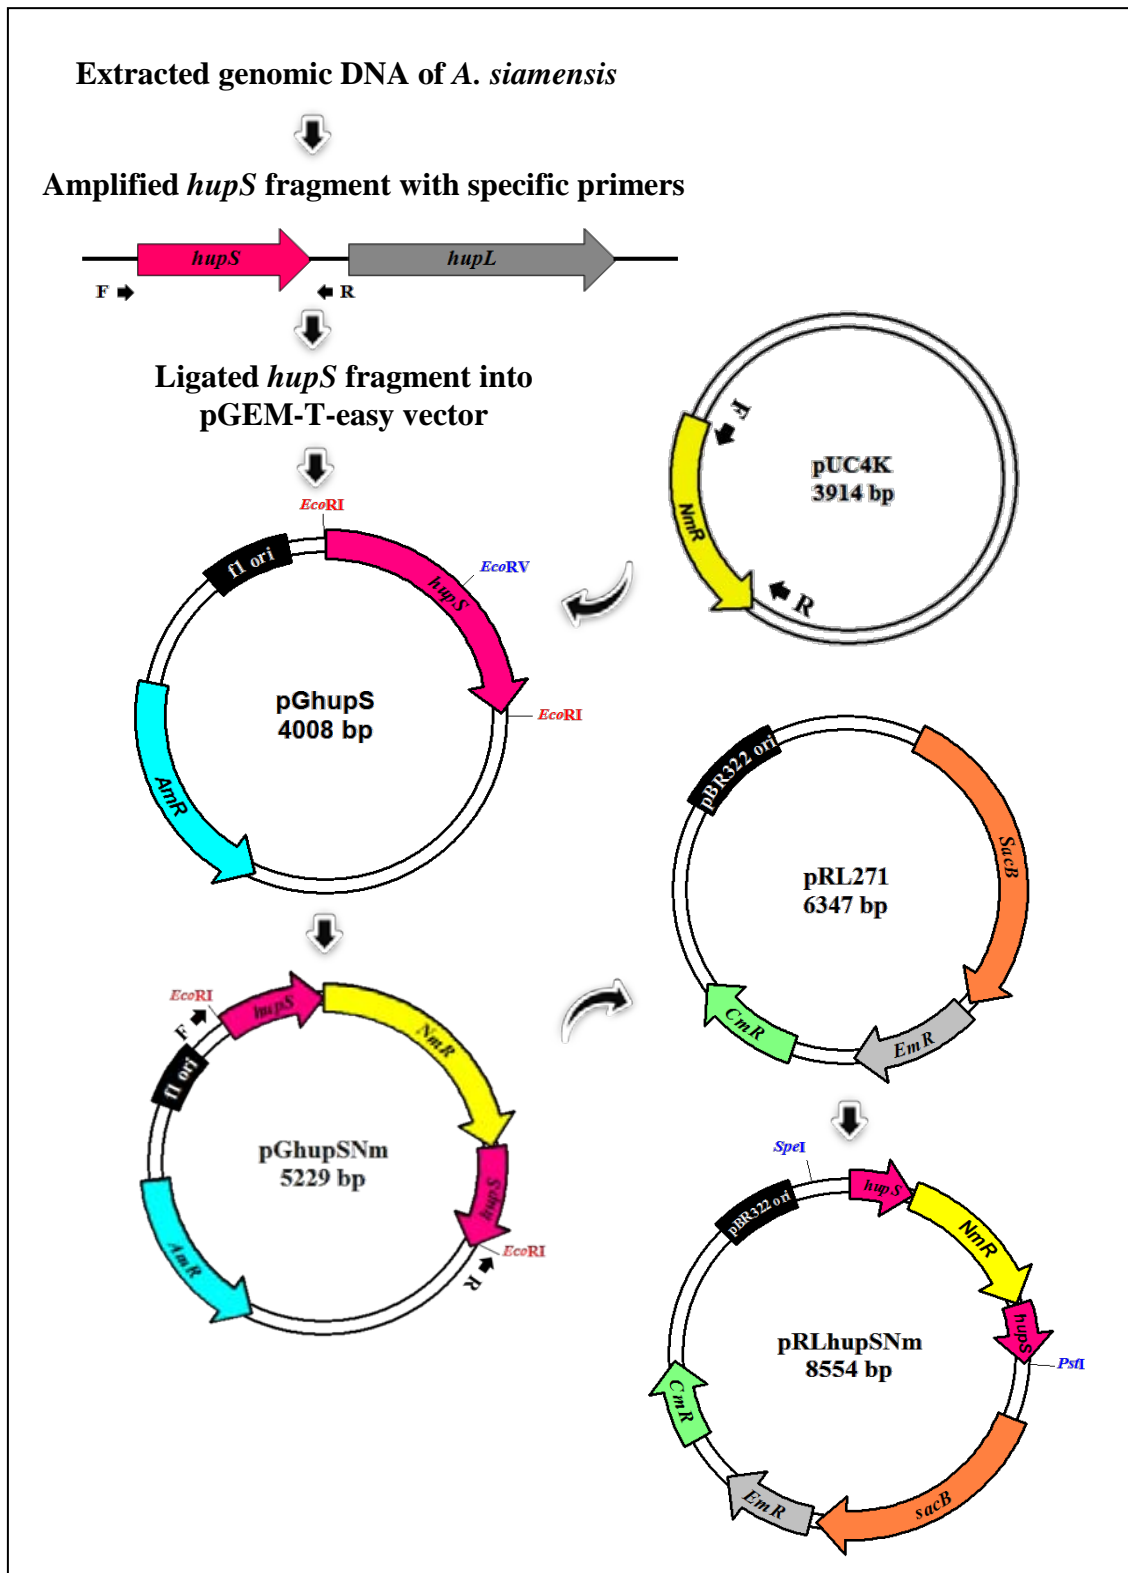 Extracted genomic DNA of A. siamensis
Amplified hupS fragment with specific primers
hupS
hupL
F
R
Ligated hupS fragment into
pGEM-T-easy vector
F
NmR
pUC4K
3914 bp
R
EcoRI
f1 ori
hupS
EcoRV
pGhupS
4008 bp
EcoRI
AmR
pBR322 ori
SacB
pRL271
6347 bp
CmR
EmR
EcoRI
F
hupS
NmR
f1 ori
pGhupSNm
5229 bp
hupS
EcoRI
R
AmR
SpeI
hupS
pBR322 ori
NmR
hupS
PstI
pRLhupSNm
8554 bp
CmR
EmR
sacB